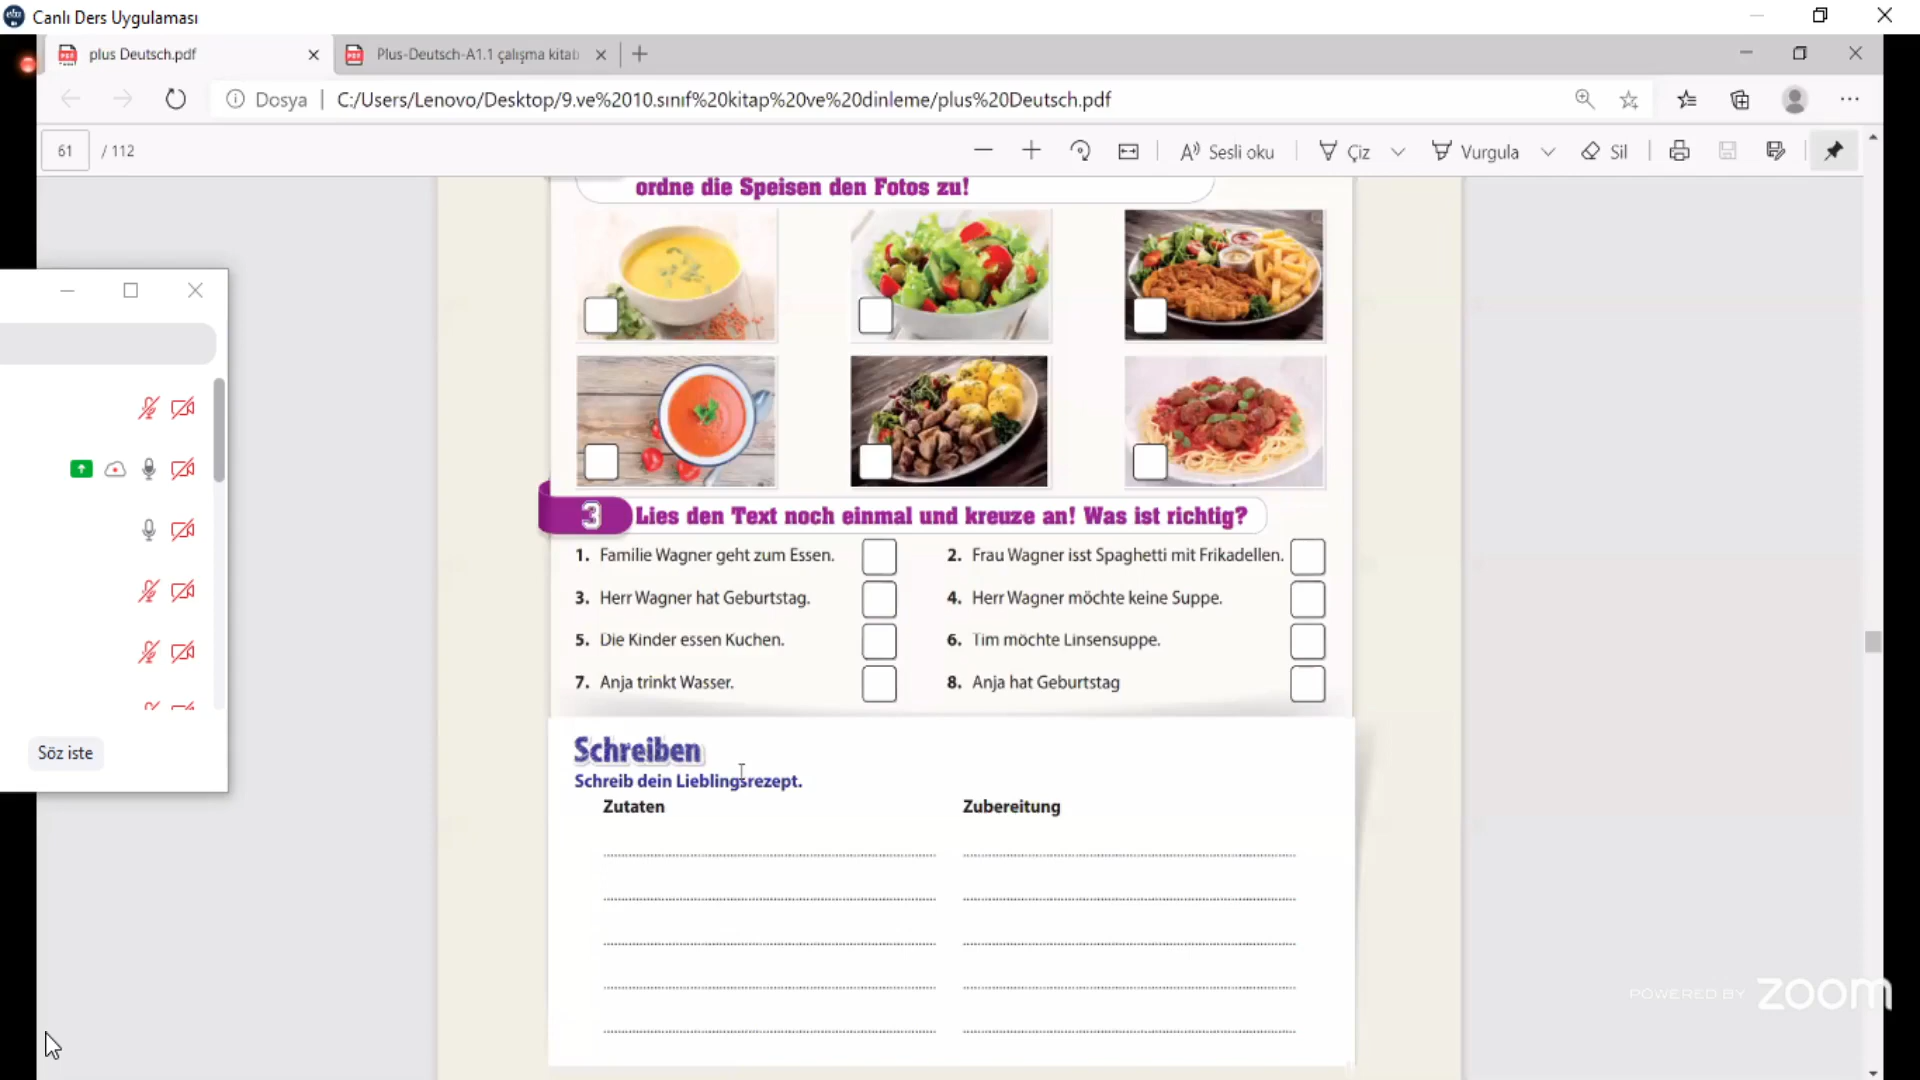 Canlı Ders Uygulaması
plus Deutsch.pdf
Plus-Deutsch-A1.1 çalışma kitab
Dosya
C:/Users/Lenovo/Desktop/9.ve%2010.sınıf%20kitap%20ve%20dinleme/plus%20Deutsch.pdf
61 / 112
Sesli oku
Çiz
Vurgula
Sil
ordne die Speisen den Fotos zu!
3 Lies den Text noch einmal und kreuze an! Was ist richtig?
1. Familie Wagner geht zum Essen.
2. Frau Wagner isst Spaghetti mit Frikadellen.
3. Herr Wagner hat Geburtstag.
4. Herr Wagner möchte keine Suppe.
5. Die Kinder essen Kuchen.
6. Tim möchte Linsensuppe.
7. Anja trinkt Wasser.
8. Anja hat Geburtstag
Söz iste
Schreiben
Schreib dein Lieblingsrezept.
Zutaten
Zubereitung
POWERED BY zoom